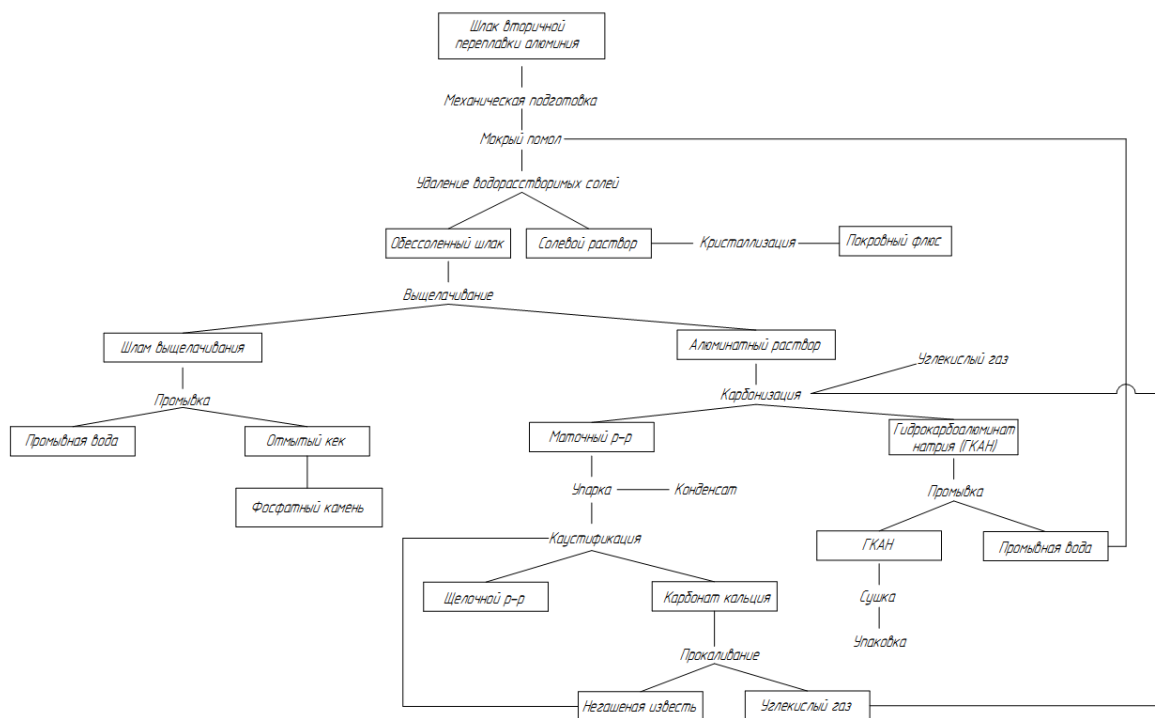 Шлак вторичной
переплавки алюминия
Механическая подготовка
Мокрый помол
Удаление водорасстворимых солей
Обессоленный шлак
Солевой раствор
Кристаллизация
Покровный флюс
Выщелачивание
Шлам выщелачивания
Алюминатный раствор
Углекислый газ
Промывка
Карбонизация
Промывная вода
Отмытый кек
Маточный р-р
Гидрокарбоалюминат
натрия (ГКАН)
Фосфатный камень
Упарка
Конденсат
Промывка
Каустификация
ГКАН
Промывная вода
Щелочной р-р
Карбонат кальция
Сушка
Упаковка
Прокаливание
Негашеная известь
Углекислый газ